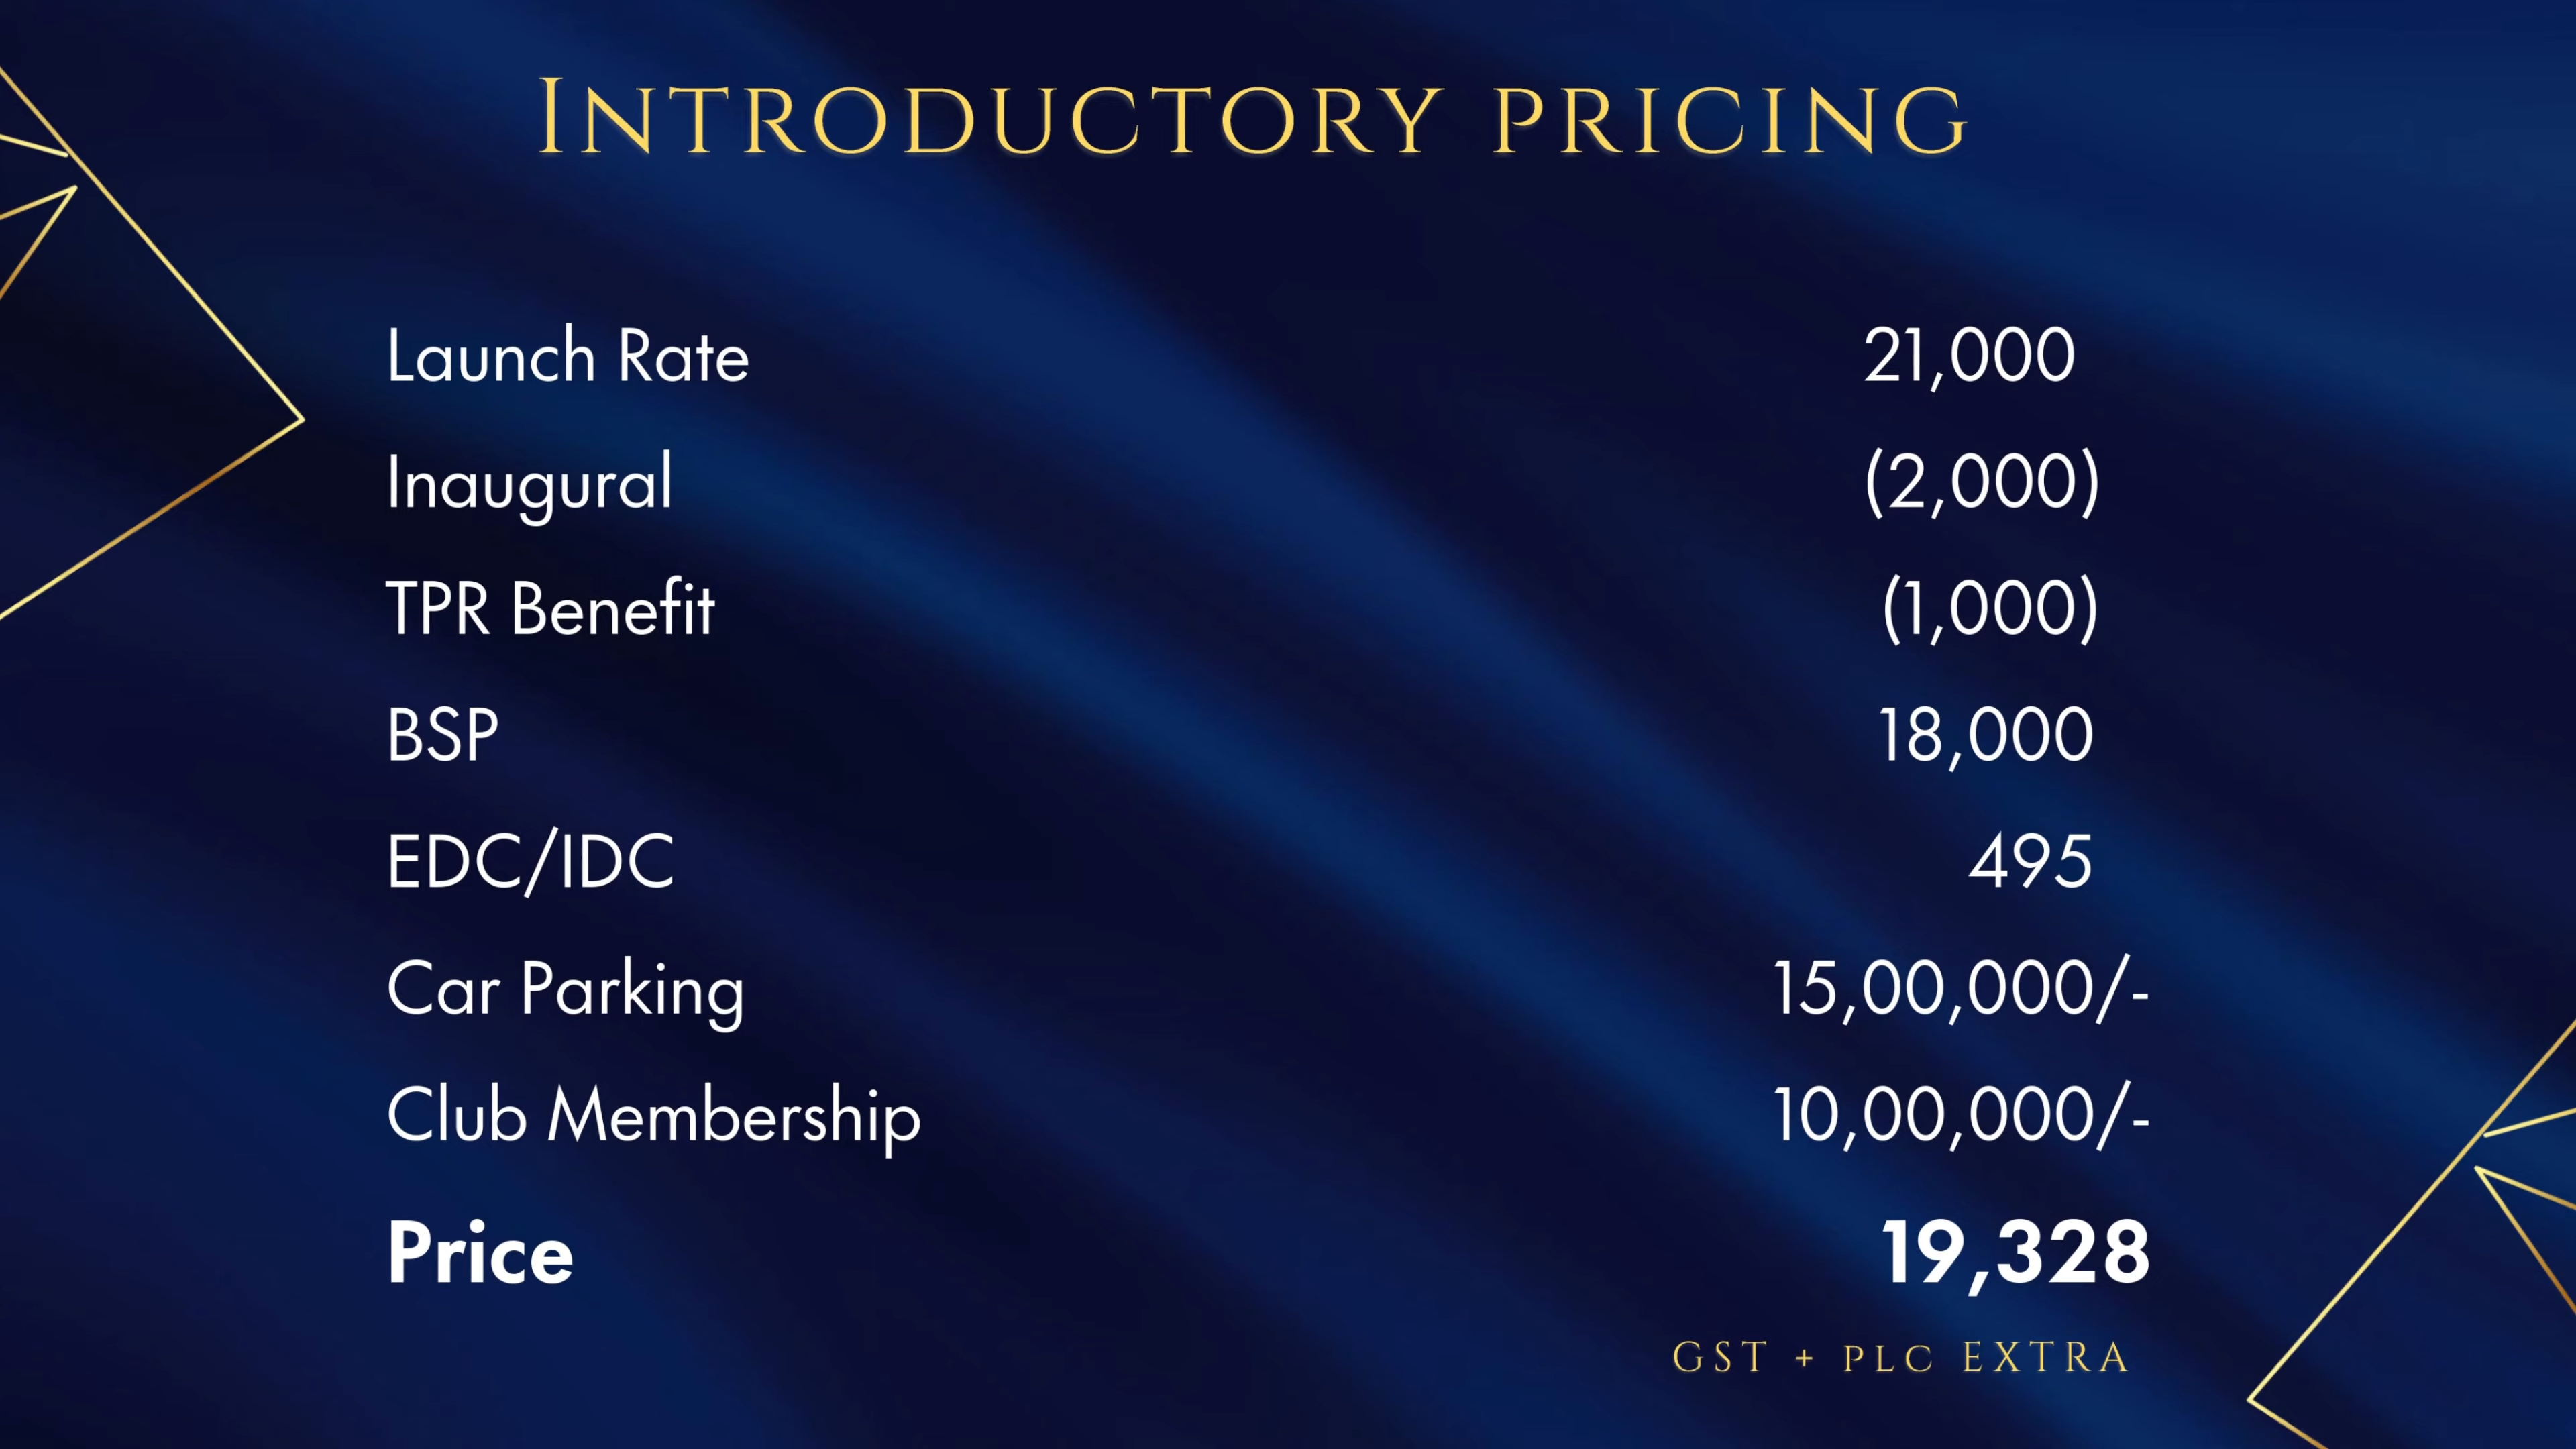 Introductory pricing
Launch Rate 21,000
Inaugural (2,000)
TPR Benefit (1,000)
BSP 18,000
EDC/IDC 495
Car Parking 15,00,000/-
Club Membership 10,00,000/-
Price 19,328
GST + PLC EXTRA